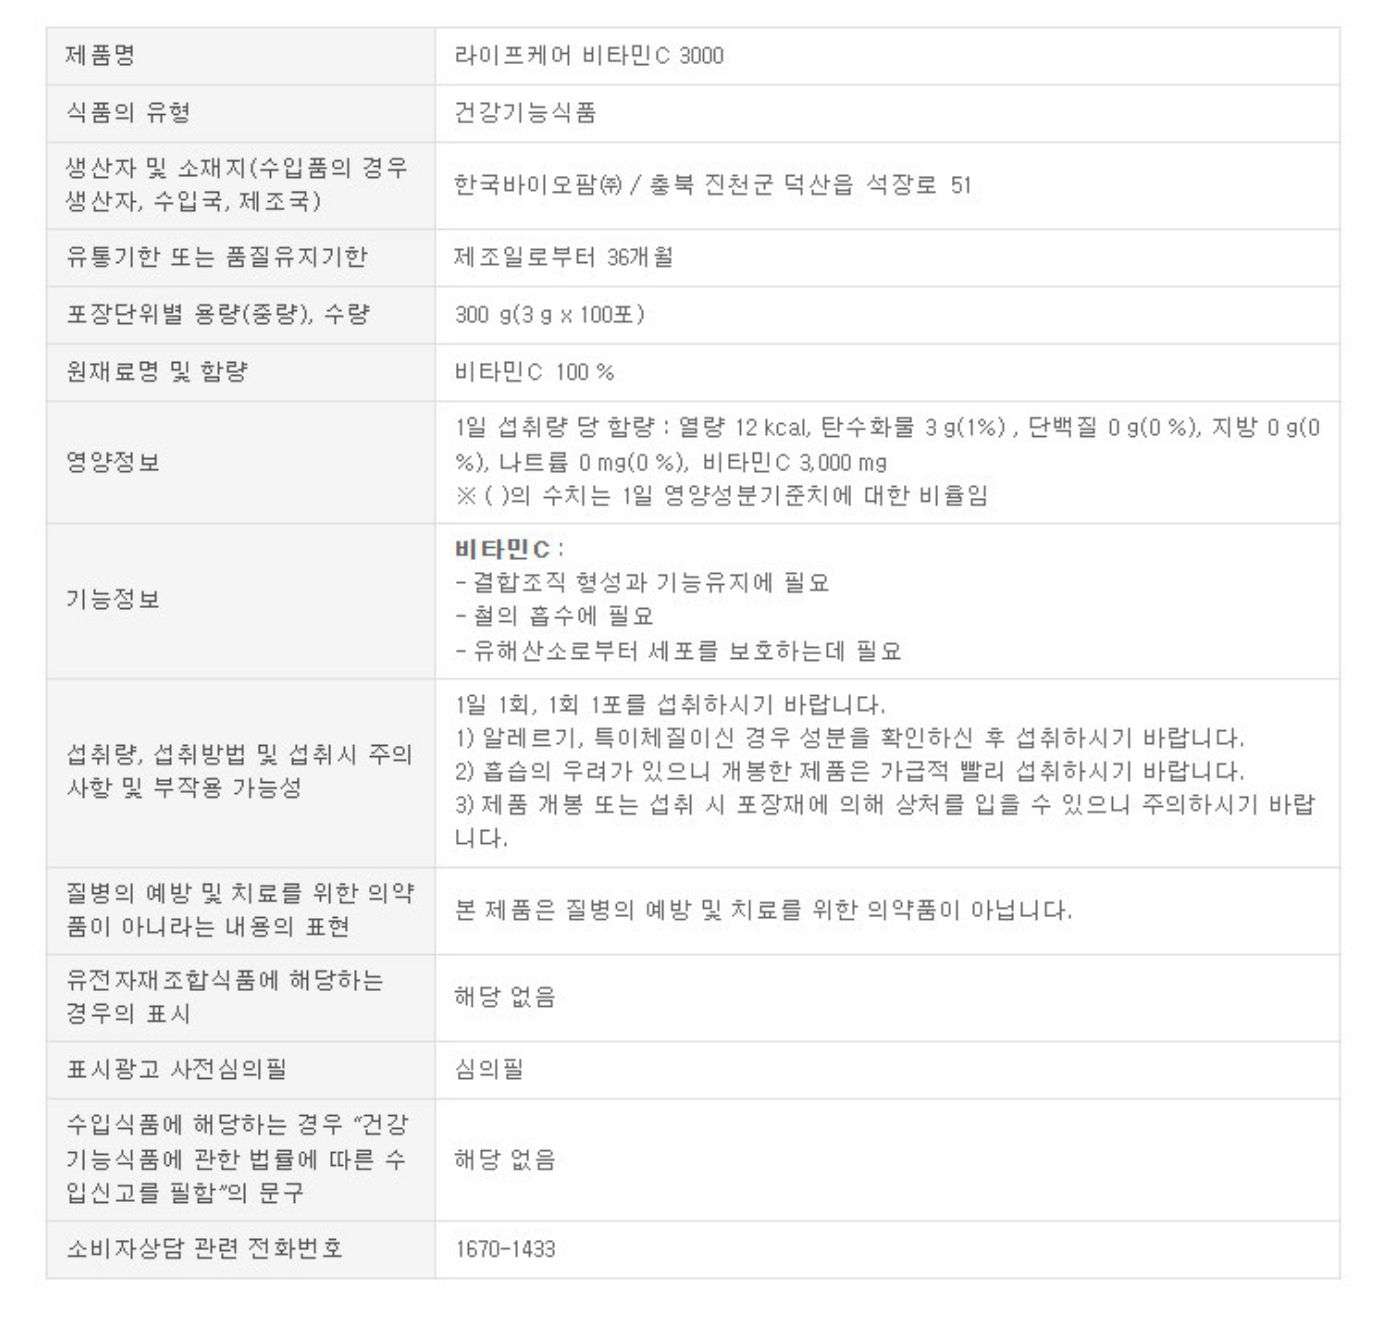 제품명
라이프케어 비타민C 3000
식품의 유형
건강기능식품
생산자 및 소재지(수입품의 경우
생산자, 수입국, 제조국)
한국바이오팜㈜ / 충북 진천군 덕산읍 석장로 51
유통기한 또는 품질유지기한
제조일로부터 36개월
포장단위별 용량(중량), 수량
300 g(3 g x 100포)
원재료명 및 함량
비타민C 100 %
영양정보
1일 섭취량 당 함량 : 열량 12 kcal, 탄수화물 3 g(1%) , 단백질 0 g(0 %), 지방 0 g(0
%), 나트륨 0 mg(0 %), 비타민C 3,000 mg
※ ( )의 수치는 1일 영양성분기준치에 대한 비율임
기능정보
비타민C :
- 결합조직 형성과 기능유지에 필요
- 철의 흡수에 필요
- 유해산소로부터 세포를 보호하는데 필요
섭취량, 섭취방법 및 섭취시 주의
사항 및 부작용 가능성
1일 1회, 1회 1포를 섭취하시기 바랍니다.
1) 알레르기, 특이체질이신 경우 성분을 확인하신 후 섭취하시기 바랍니다.
2) 흡습의 우려가 있으니 개봉한 제품은 가급적 빨리 섭취하시기 바랍니다.
3) 제품 개봉 또는 섭취 시 포장재에 의해 상처를 입을 수 있으니 주의하시기 바랍
니다.
질병의 예방 및 치료를 위한 의약
품이 아니라는 내용의 표현
본 제품은 질병의 예방 및 치료를 위한 의약품이 아닙니다.
유전자재조합식품에 해당하는
경우의 표시
해당 없음
표시광고 사전심의필
심의필
수입식품에 해당하는 경우 "건강
기능식품에 관한 법률에 따른 수
입신고를 필함"의 문구
해당 없음
소비자상담 관련 전화번호
1670-1433